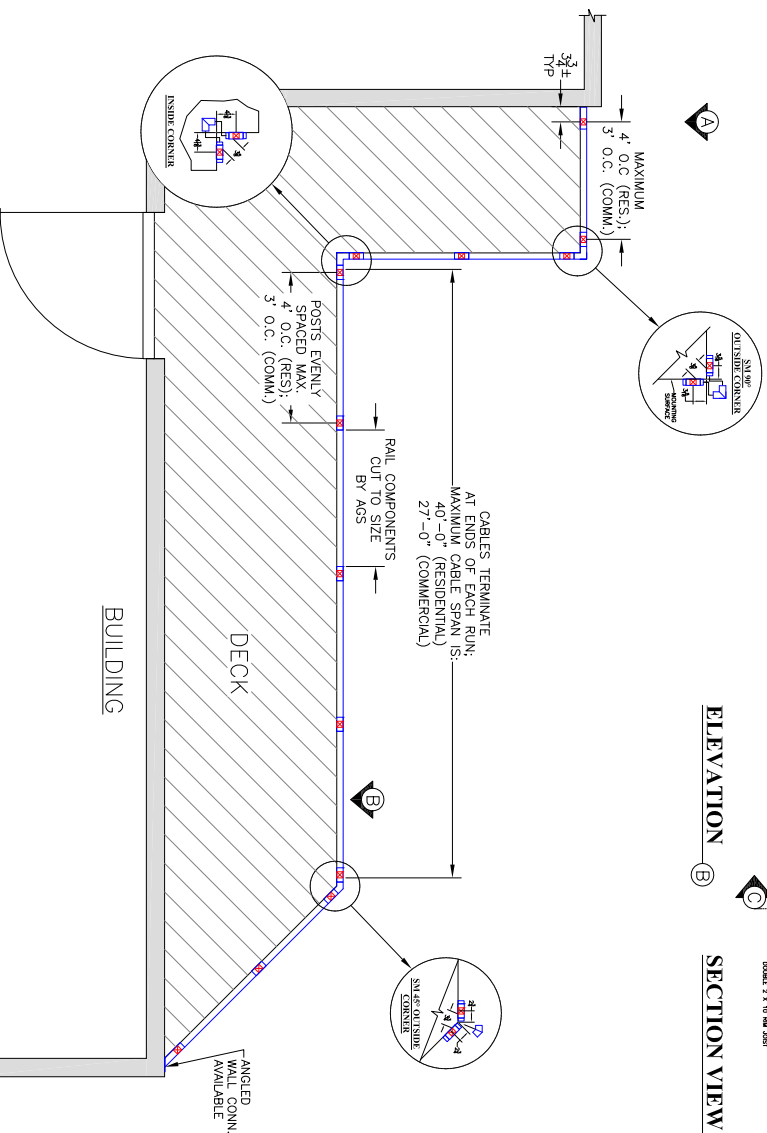 A
3¾±
TYP
MAXIMUM
4' O.C (RES.);
3' O.C. (COMM.)
INSIDE CORNER
SM 90°
OUTSIDE CORNER
MOUNTING
SURFACE
POSTS EVENLY
SPACED MAX.
4' O.C. (RES);
3' O.C. (COMM.)
RAIL COMPONENTS
CUT TO SIZE
BY AGS
CABLES TERMINATE
AT ENDS OF EACH RUN;
MAXIMUM CABLE SPAN IS:
40'-0" (RESIDENTIAL)
27'-0" (COMMERCIAL)
BUILDING
DECK
B
ELEVATION
B
C
SECTION VIEW
DOUBLE 2 X 10 RIM JOIST
SM 45° OUTSIDE
CORNER
ANGLED
WALL CONN.
AVAILABLE